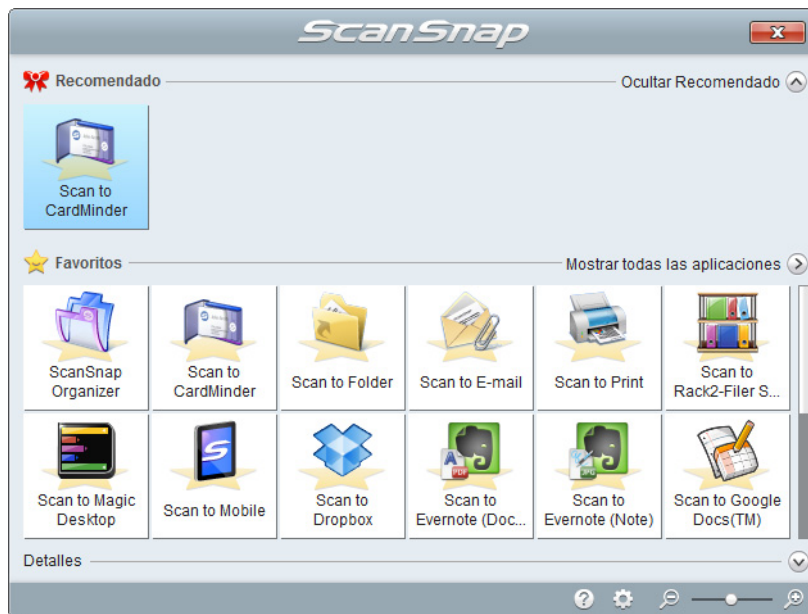 ScanSnap
Recomendado
Ocultar Recomendado
Scan to
CardMinder
Favoritos
Mostrar todas las aplicaciones
ScanSnap
Organizer
Scan to
CardMinder
Scan to Folder
Scan to E-mail
Scan to Print
Scan to
Rack2-Filer S...
Scan to Magic
Desktop
Scan to Mobile
Scan to
Dropbox
Scan to
Evernote (Doc...
Scan to
Evernote (Note)
Scan to Google
Docs(TM)
Detalles